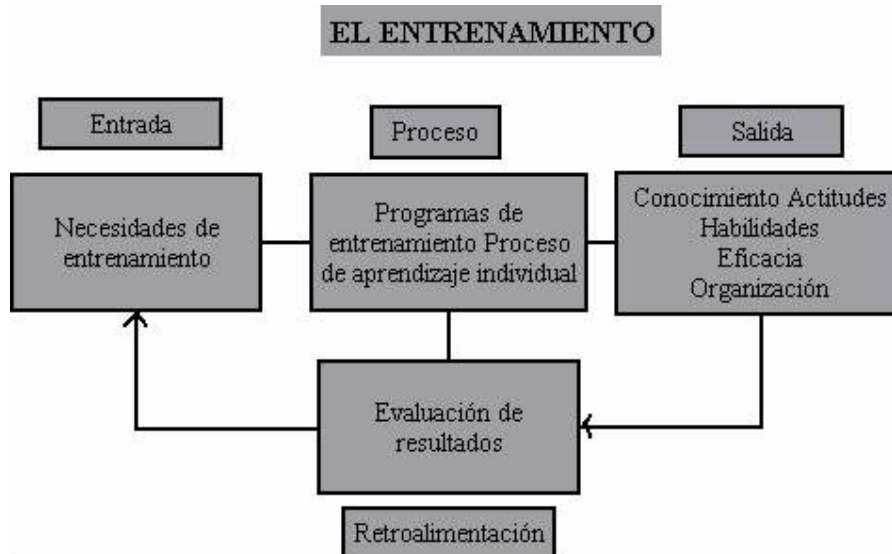 EL ENTRENAMIENTO
Entrada
Proceso
Salida
Necesidades de
entrenamiento
Programas de
entrenamiento Proceso
de aprendizaje individual
Conocimiento Actitudes
Habilidades
Eficacia
Organización
Evaluación de
resultados
Retroalimentación